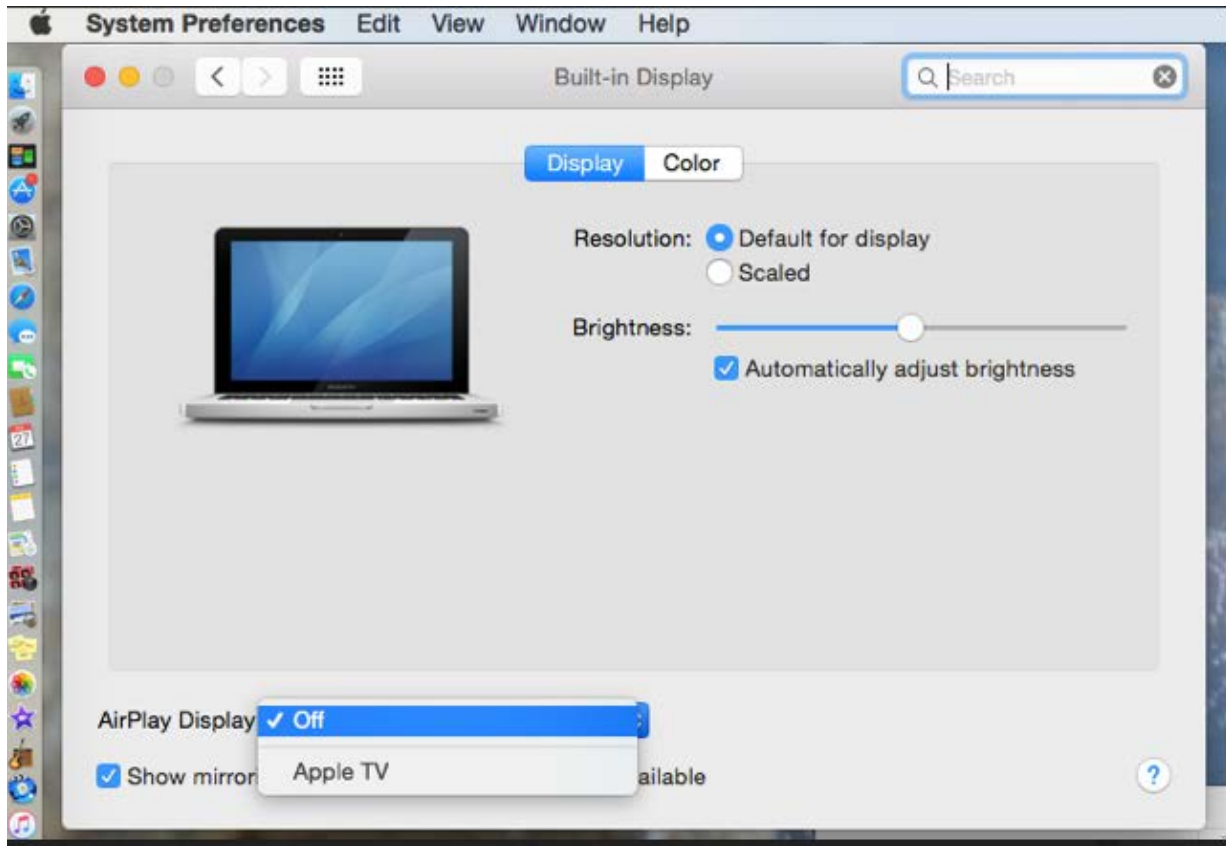 System Preferences Edit View Window Help
Built-in Display
Search
Display Color
Resolution: Default for display
Scaled
Brightness:
Automatically adjust brightness
27
AirPlay Display
Off
Apple TV
Show mirror ailable
?